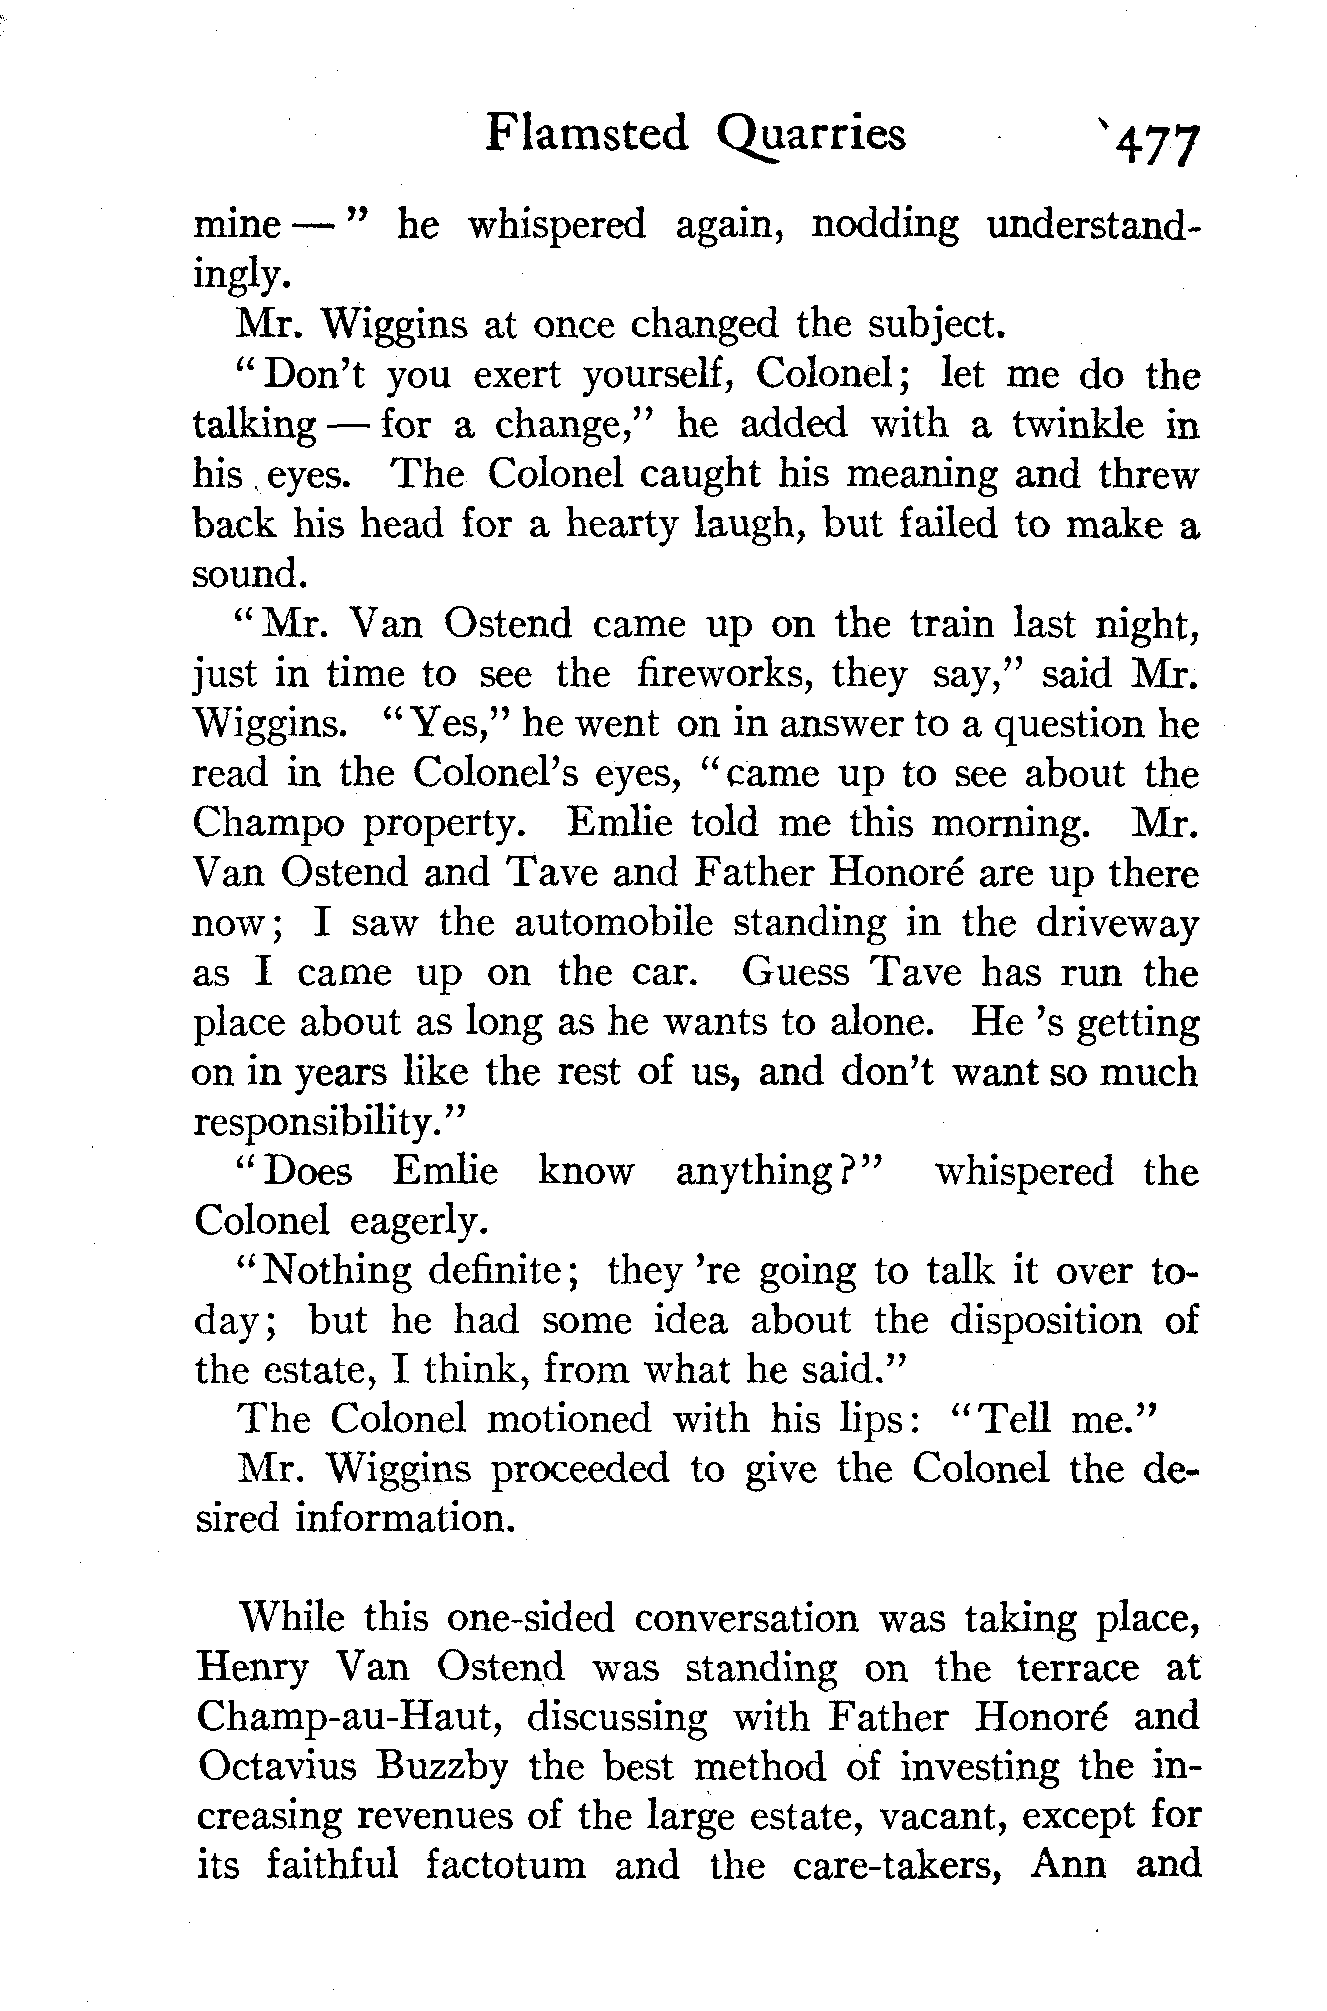 Flamsted Quarries 477
mine — " he whispered again, nodding understand-
ingly.
Mr. Wiggins at once changed the subject.
"Don't you exert yourself, Colonel; let me do the
talking — for a change," he added with a twinkle in
his eyes. The Colonel caught his meaning and threw
back his head for a hearty laugh, but failed to make a
sound.
"Mr. Van Ostend came up on the train last night,
just in time to see the fireworks, they say," said Mr.
Wiggins. "Yes," he went on in answer to a question he
read in the Colonel's eyes, "came up to see about the
Champo property. Emlie told me this morning. Mr.
Van Ostend and Tave and Father Honoré are up there
now; I saw the automobile standing in the driveway
as I came up on the car. Guess Tave has run the
place about as long as he wants to alone. He 's getting
on in years like the rest of us, and don't want so much
responsibility."
"Does Emlie know anything?" whispered the
Colonel eagerly.
"Nothing definite; they 're going to talk it over to-
day; but he had some idea about the disposition of
the estate, I think, from what he said."
The Colonel motioned with his lips: "Tell me."
Mr. Wiggins proceeded to give the Colonel the de-
sired information.
While this one-sided conversation was taking place,
Henry Van Ostend was standing on the terrace at
Champ-au-Haut, discussing with Father Honoré and
Octavius Buzzby the best method of investing the in-
creasing revenues of the large estate, vacant, except for
its faithful factotum and the care-takers, Ann and